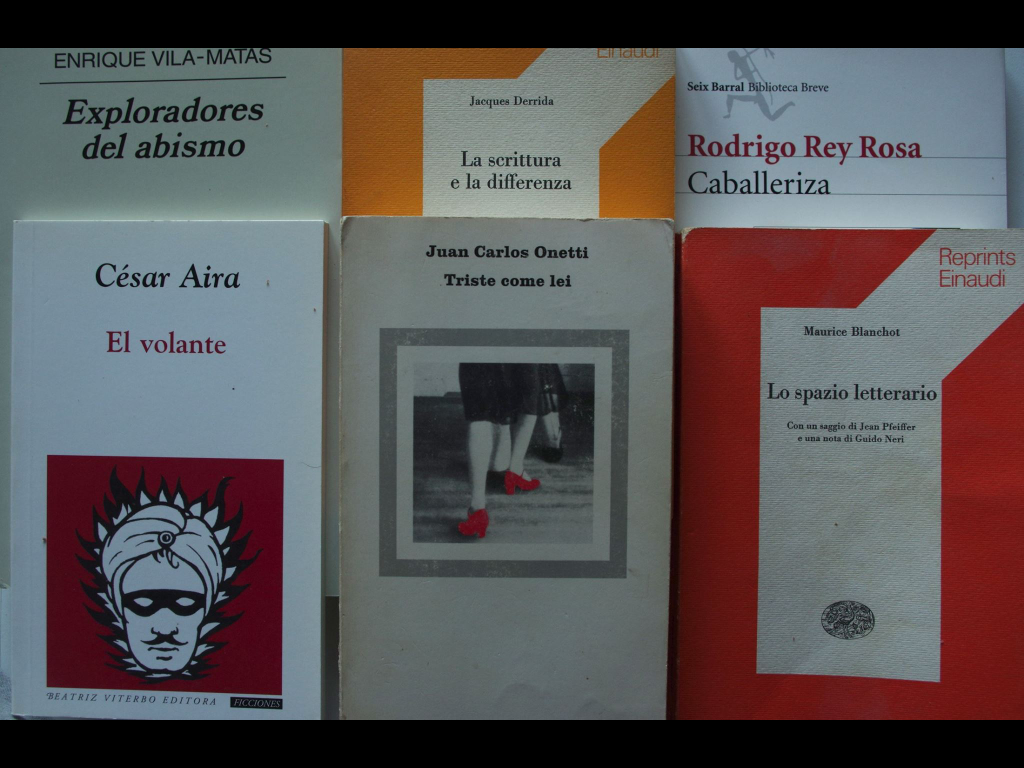 ENRIQUE VILA-MATAS
Exploradores
del abismo
Einaudi
Jacques Derrida
La scrittura
e la differenza
Seix Barral Biblioteca Breve
Rodrigo Rey Rosa
Caballeriza
César Aira
El volante
BEATRIZ VITERBO EDITORA
FICCIONES
Juan Carlos Onetti
Triste come lei
Reprints
Einaudi
Maurice Blanchot
Lo spazio letterario
Con un saggio di Jean Pfeiffer
e una nota di Guido Neri